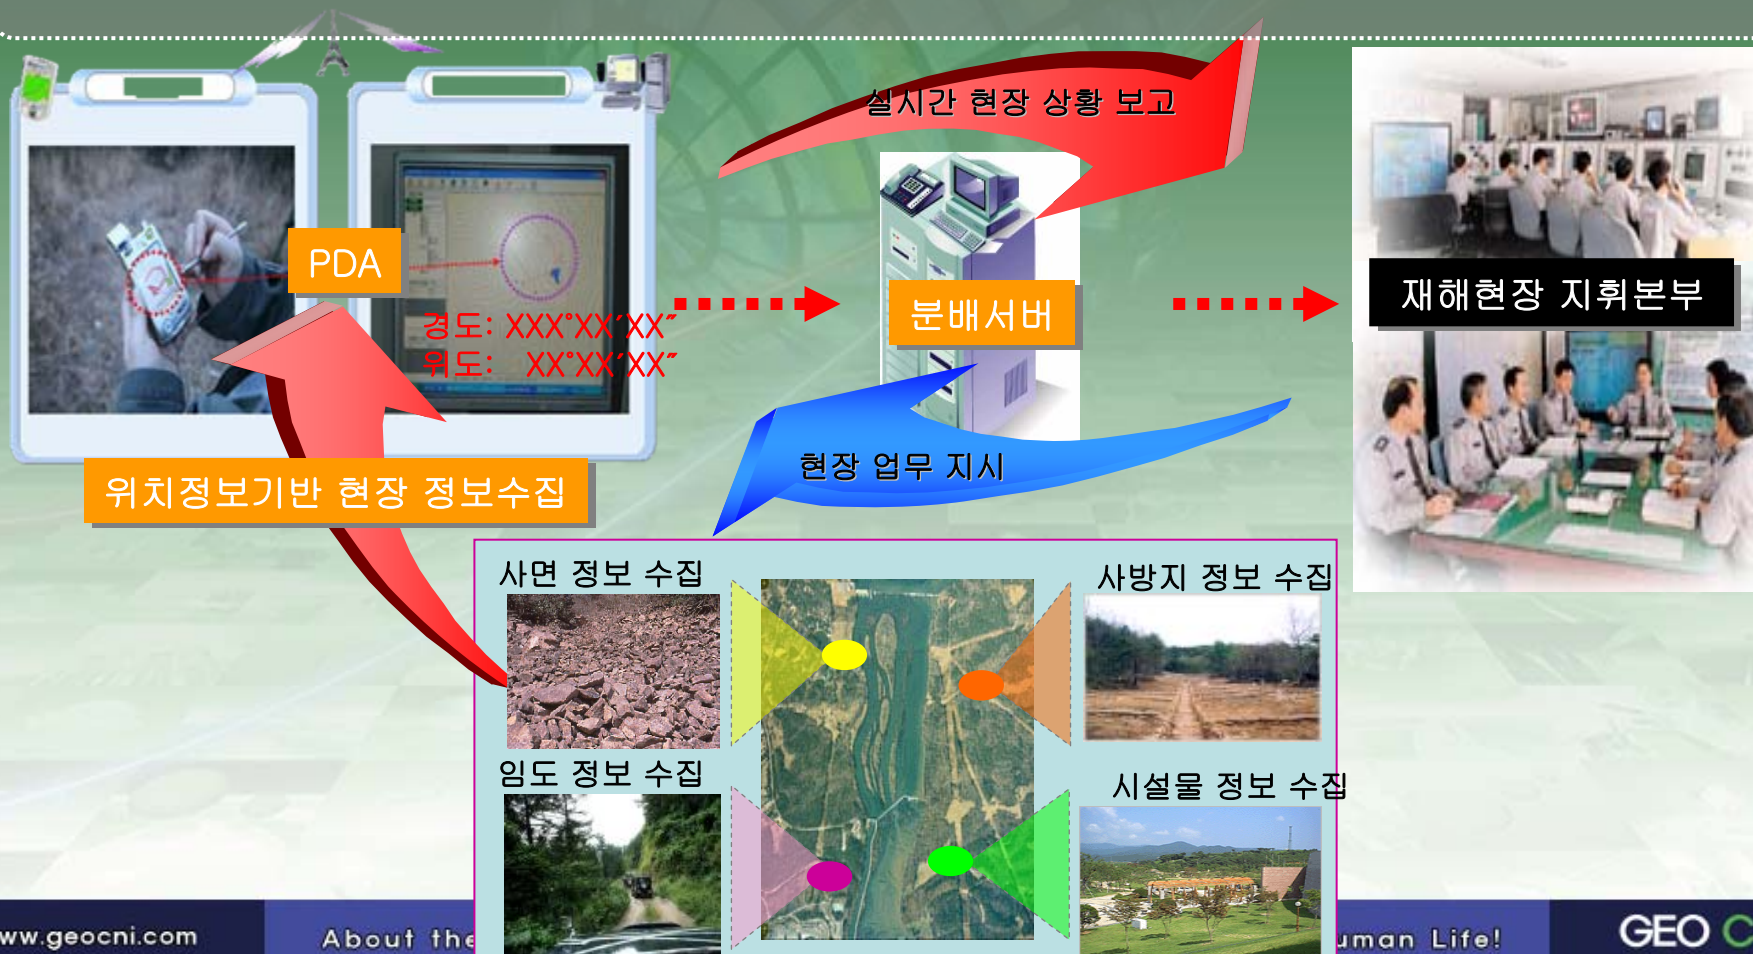 실시간 현장 상황 보고
PDA
경도: XXX°XX′XX″
위도: XX°XX′XX″
분배서버
재해현장 지휘본부
현장 업무 지시
위치정보기반 현장 정보수집
사면 정보 수집
사방지 정보 수집
임도 정보 수집
시설물 정보 수집
ww.geocni.com
About the
uman Life!
GEO C